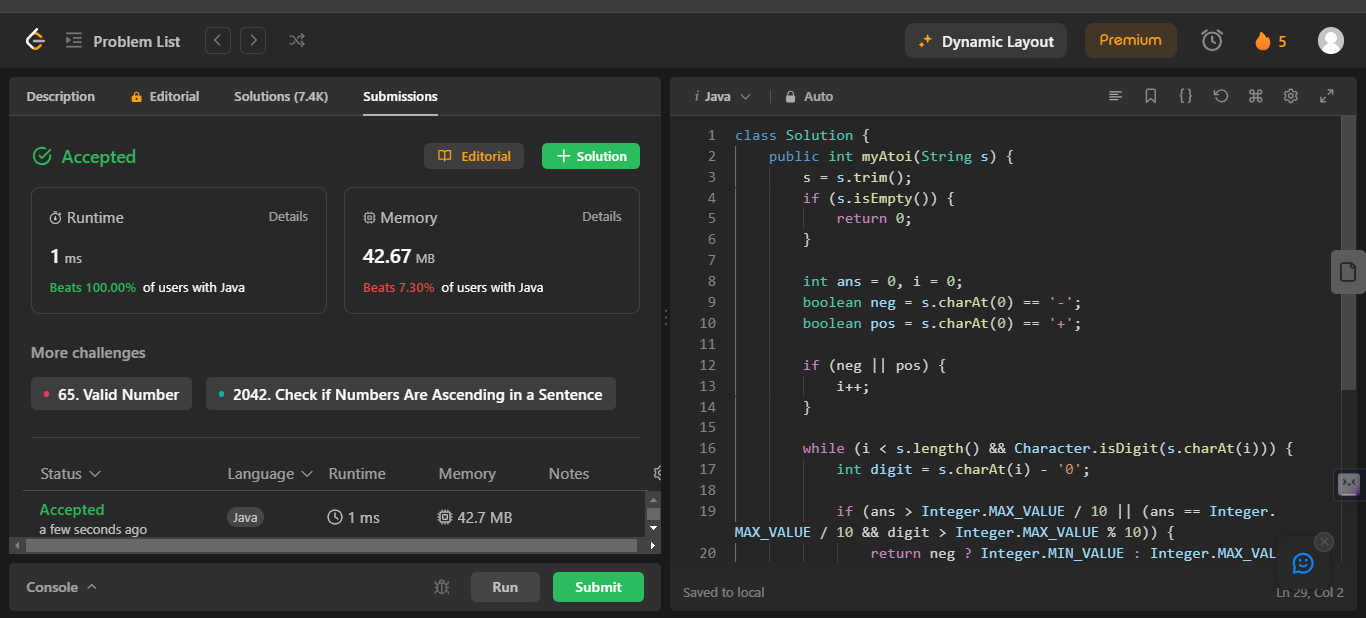 Problem List
Dynamic Layout
Premium
5
Description
Editorial
Solutions (7.4K)
Submissions
Accepted
Editorial
Solution
Runtime
Details
1 ms
Beats 100.00% of users with Java
Memory
Details
42.67 MB
Beats 7.30% of users with Java
More challenges
65. Valid Number
2042. Check if Numbers Are Ascending in a Sentence
Status
Language
Runtime
Memory
Notes
Accepted
a few seconds ago
Java
1 ms
42.7 MB
Console
Run
Submit
i Java
Auto
1 class Solution {
2 public int myAtoi(String s) {
3 s = s.trim();
4 if (s.isEmpty()) {
5 return 0;
6 }
7
8 int ans = 0, i = 0;
9 boolean neg = s.charAt(0) == '-';
10 boolean pos = s.charAt(0) == '+';
11
12 if (neg || pos) {
13 i++;
14 }
15
16 while (i < s.length() && Character.isDigit(s.charAt(i))) {
17 int digit = s.charAt(i) - '0';
18
19 if (ans > Integer.MAX_VALUE / 10 || (ans == Integer.
MAX_VALUE / 10 && digit > Integer.MAX_VALUE % 10)) {
20 return neg ? Integer.MIN_VALUE : Integer.MAX_VAL
Saved to local
Ln 29, Col 2